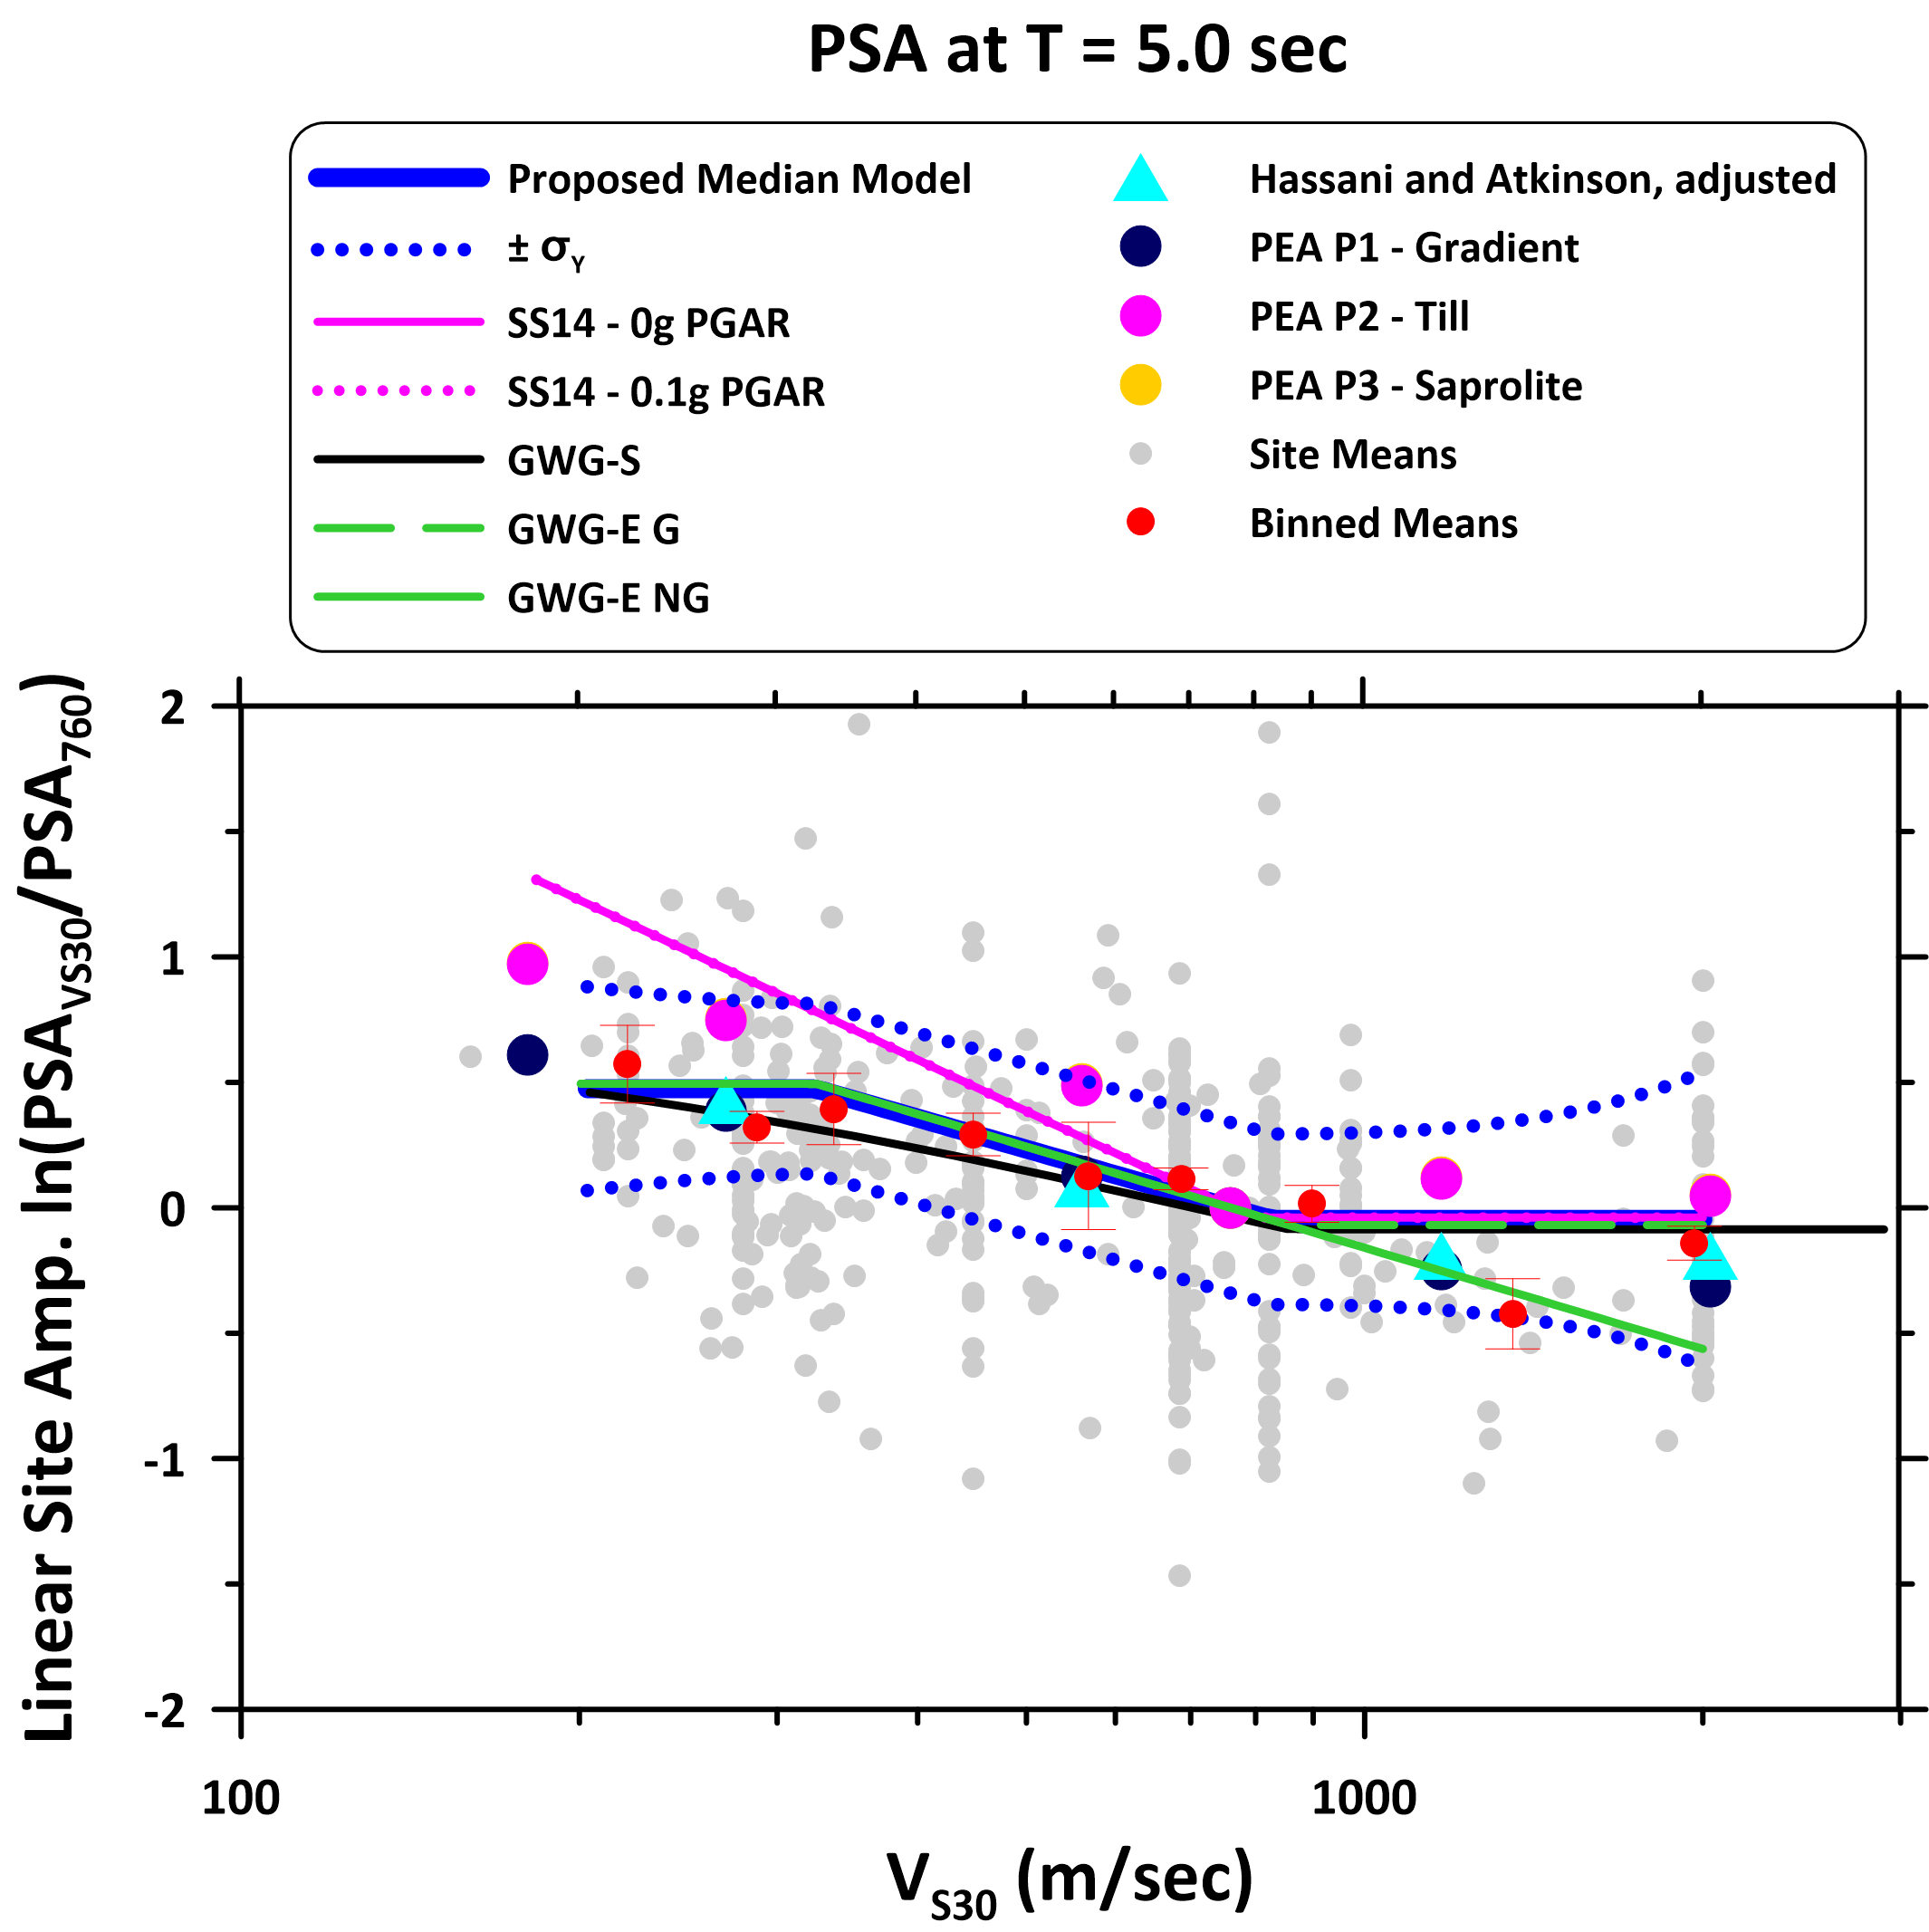 PSA at T = 5.0 sec
Proposed Median Model
± σγ
SS14 - 0g PGAR
SS14 - 0.1g PGAR
GWG-S
GWG-E G
GWG-E NG
Hassani and Atkinson, adjusted
PEA P1 - Gradient
PEA P2 - Till
PEA P3 - Saprolite
Site Means
Binned Means
Linear Site Amp. ln(PSAVS30/PSA760)
2
1
0
-1
-2
100
1000
VS30 (m/sec)